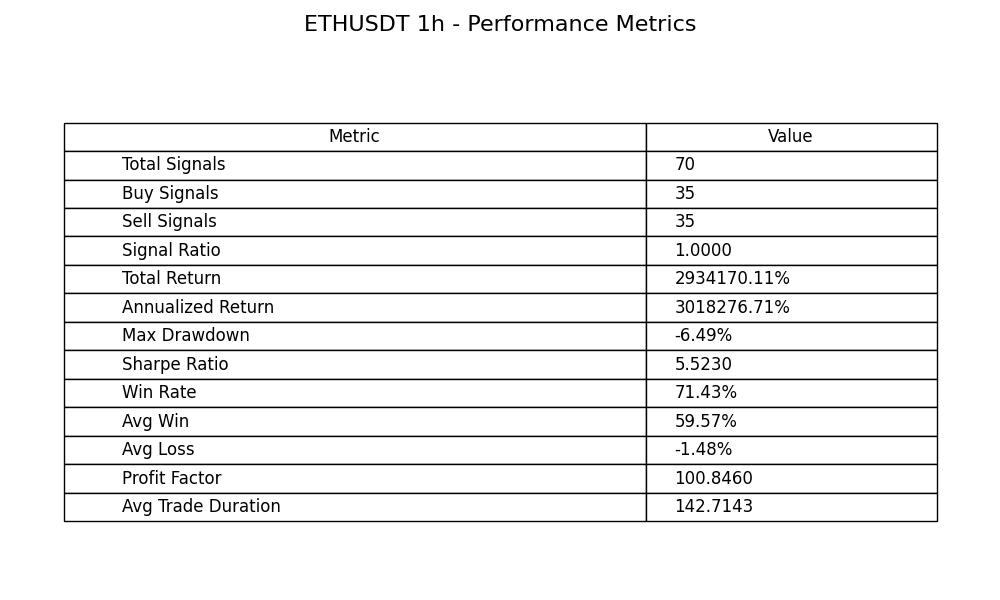 ETHUSDT 1h - Performance Metrics
Metric Value
Total Signals 70
Buy Signals 35
Sell Signals 35
Signal Ratio 1.0000
Total Return 2934170.11%
Annualized Return 3018276.71%
Max Drawdown -6.49%
Sharpe Ratio 5.5230
Win Rate 71.43%
Avg Win 59.57%
Avg Loss -1.48%
Profit Factor 100.8460
Avg Trade Duration 142.7143